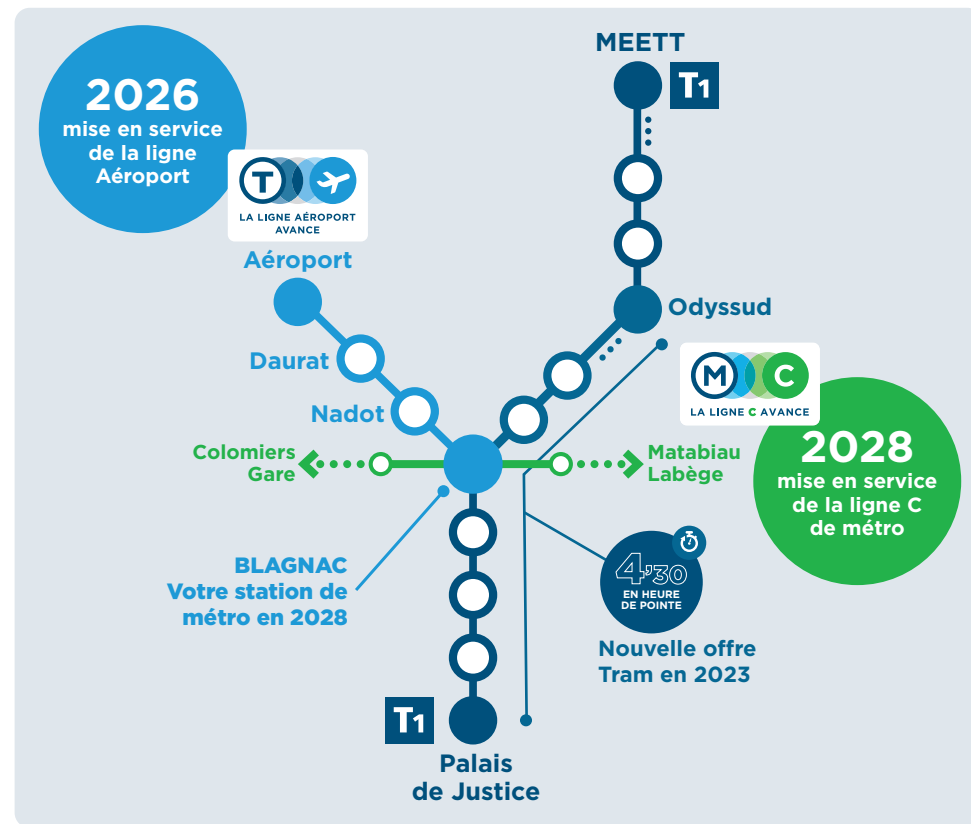 2026
mise en service
de la ligne
Aéroport
T
LA LIGNE AÉROPORT
AVANCE
MEETT
T1
Aéroport
Daurat
Nadot
Odyssud
M C
LA LIGNE C AVANCE
2028
mise en service
de la ligne C
de métro
Colomiers
Gare
Matabiau
Labège
BLAGNAC
Votre station de
métro en 2028
4'30
EN HEURE
DE POINTE
Nouvelle offre
Tram en 2023
T1
Palais
de Justice